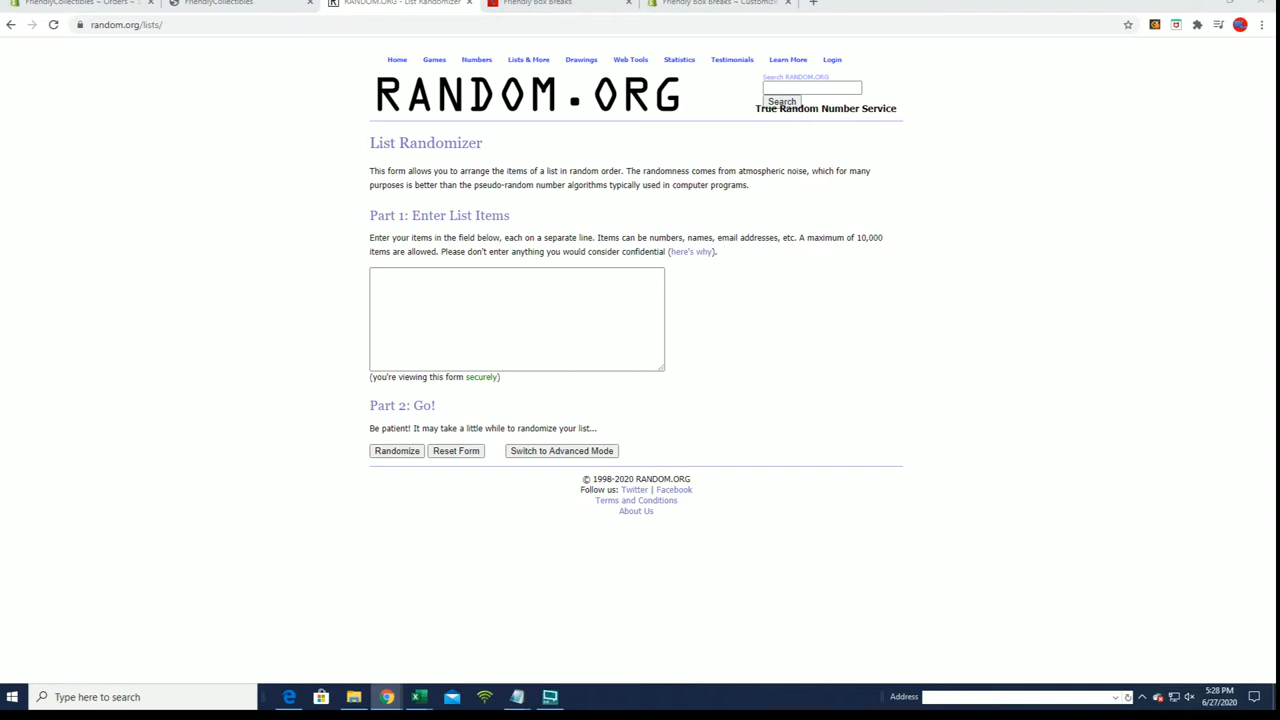 FriendlyCollectibles ~ Orders ~
FriendlyCollectibles
RANDOM.ORG - List Randomizer
Friendly Box Breaks
Friendly Box Breaks ~ Customize
random.org/lists/
Home Games Numbers Lists & More Drawings Web Tools Statistics Testimonials Learn More Login
RANDOM.ORG
Search RANDOM.ORG
Search
True Random Number Service
List Randomizer
This form allows you to arrange the items of a list in random order. The randomness comes from atmospheric noise, which for many
purposes is better than the pseudo-random number algorithms typically used in computer programs.
Part 1: Enter List Items
Enter your items in the field below, each on a separate line. Items can be numbers, names, email addresses, etc. A maximum of 10,000
items are allowed. Please don't enter anything you would consider confidential (here's why).
(you're viewing this form securely)
Part 2: Go!
Be patient! It may take a little while to randomize your list...
Randomize Reset Form Switch to Advanced Mode
© 1998-2020 RANDOM.ORG
Follow us: Twitter | Facebook
Terms and Conditions
About Us
Type here to search
Address
5:28 PM
6/27/2020